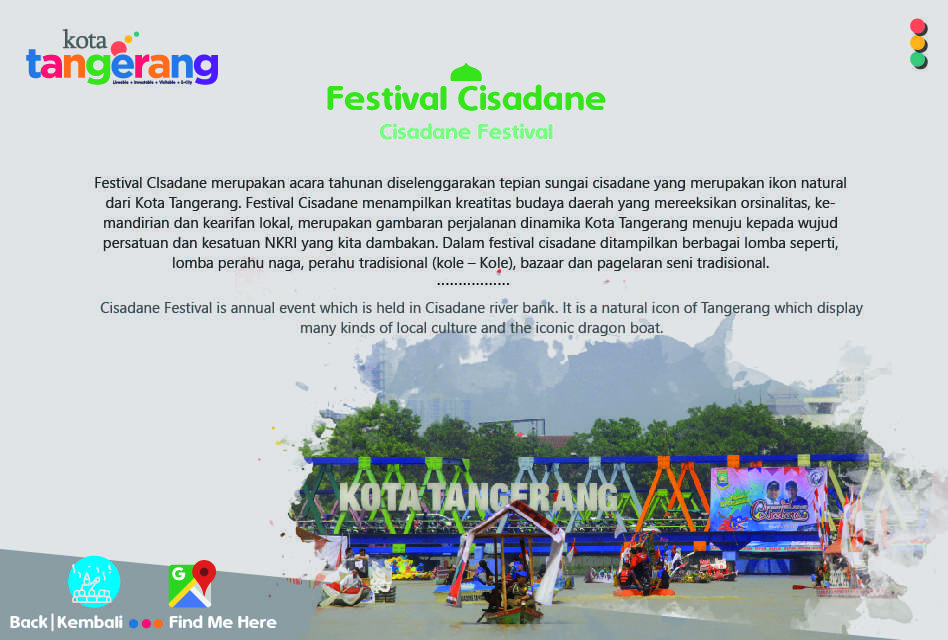 kota
tangerang
Liveable • Investable • Visitable • E-City
Festival Cisadane
Cisadane Festival
Festival CIsadane merupakan acara tahunan diselenggarakan tepian sungai cisadane yang merupakan ikon natural
dari Kota Tangerang. Festival Cisadane menampilkan kreatitas budaya daerah yang mereeksikan orsinalitas, ke-
mandirian dan kearifan lokal, merupakan gambaran perjalanan dinamika Kota Tangerang menuju kepada wujud
persatuan dan kesatuan NKRI yang kita dambakan. Dalam festival cisadane ditampilkan berbagai lomba seperti,
lomba perahu naga, perahu tradisional (kole – Kole), bazaar dan pagelaran seni tradisional.
.................
Cisadane Festival is annual event which is held in Cisadane river bank. It is a natural icon of Tangerang which display
many kinds of local culture and the iconic dragon boat.
KOTA TANGERANG
Cisadane
G
Back | Kembali
Find Me Here